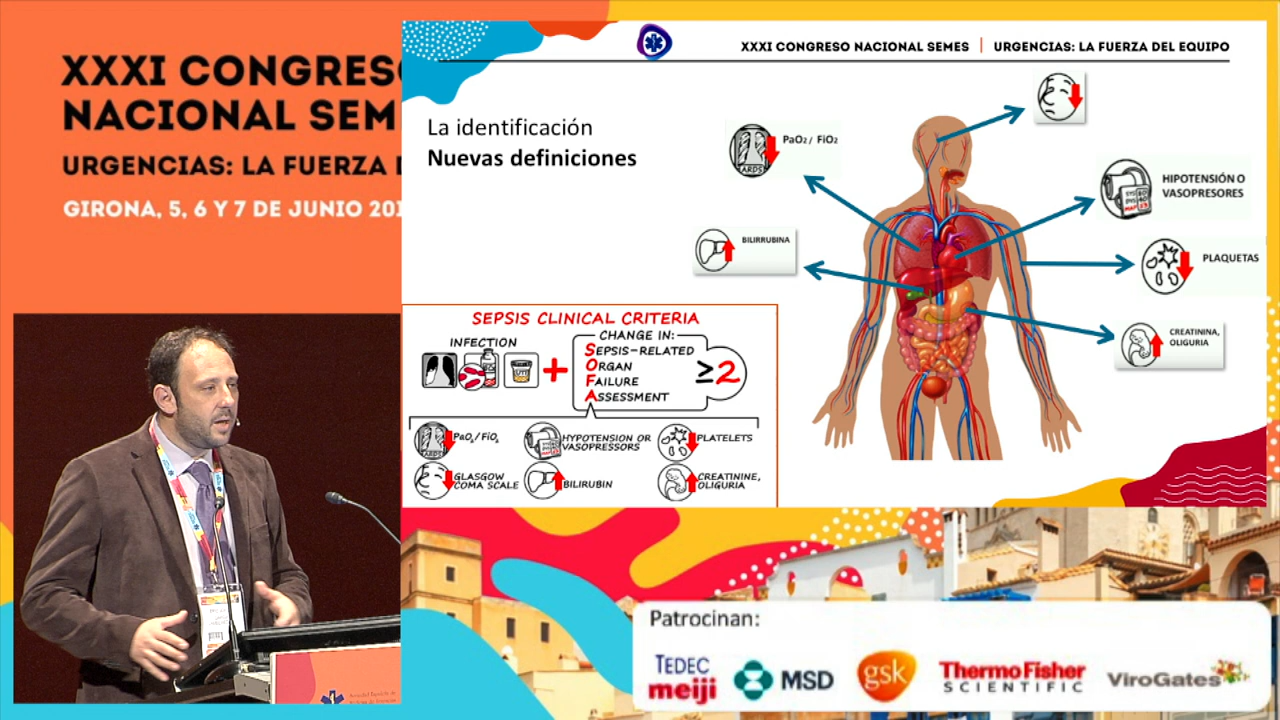 XXXI CONGRESO
NACIONAL SEM
URGENCIAS: LA FUERZA D
GIRONA, 5, 6 Y 7 DE JUNIO 201
XXXI CONGRESO NACIONAL SEMES | URGENCIAS: LA FUERZA DEL EQUIPO
La identificación
Nuevas definiciones
PaO2 / FiO2
ARDS
HIPOTENSIÓN O
VASOPRESORES
BILIRRUBINA
PLAQUETAS
CREATININA,
OLIGURIA
SEPSIS CLINICAL CRITERIA
INFECTION
+
CHANGE IN:
SEPSIS-RELATED
ORGAN
FAILURE
ASSESSMENT
≥2
PaO2/FiO2
ARDS
HYPOTENSION OR
VASOPRESSORS
PLATELETS
GLASGOW
COMA SCALE
BILIRUBIN
CREATININE,
OLIGURIA
Patrocinan:
TEDEC
meiji
MSD
gsk
ThermoFisher
SCIENTIFIC
ViroGates